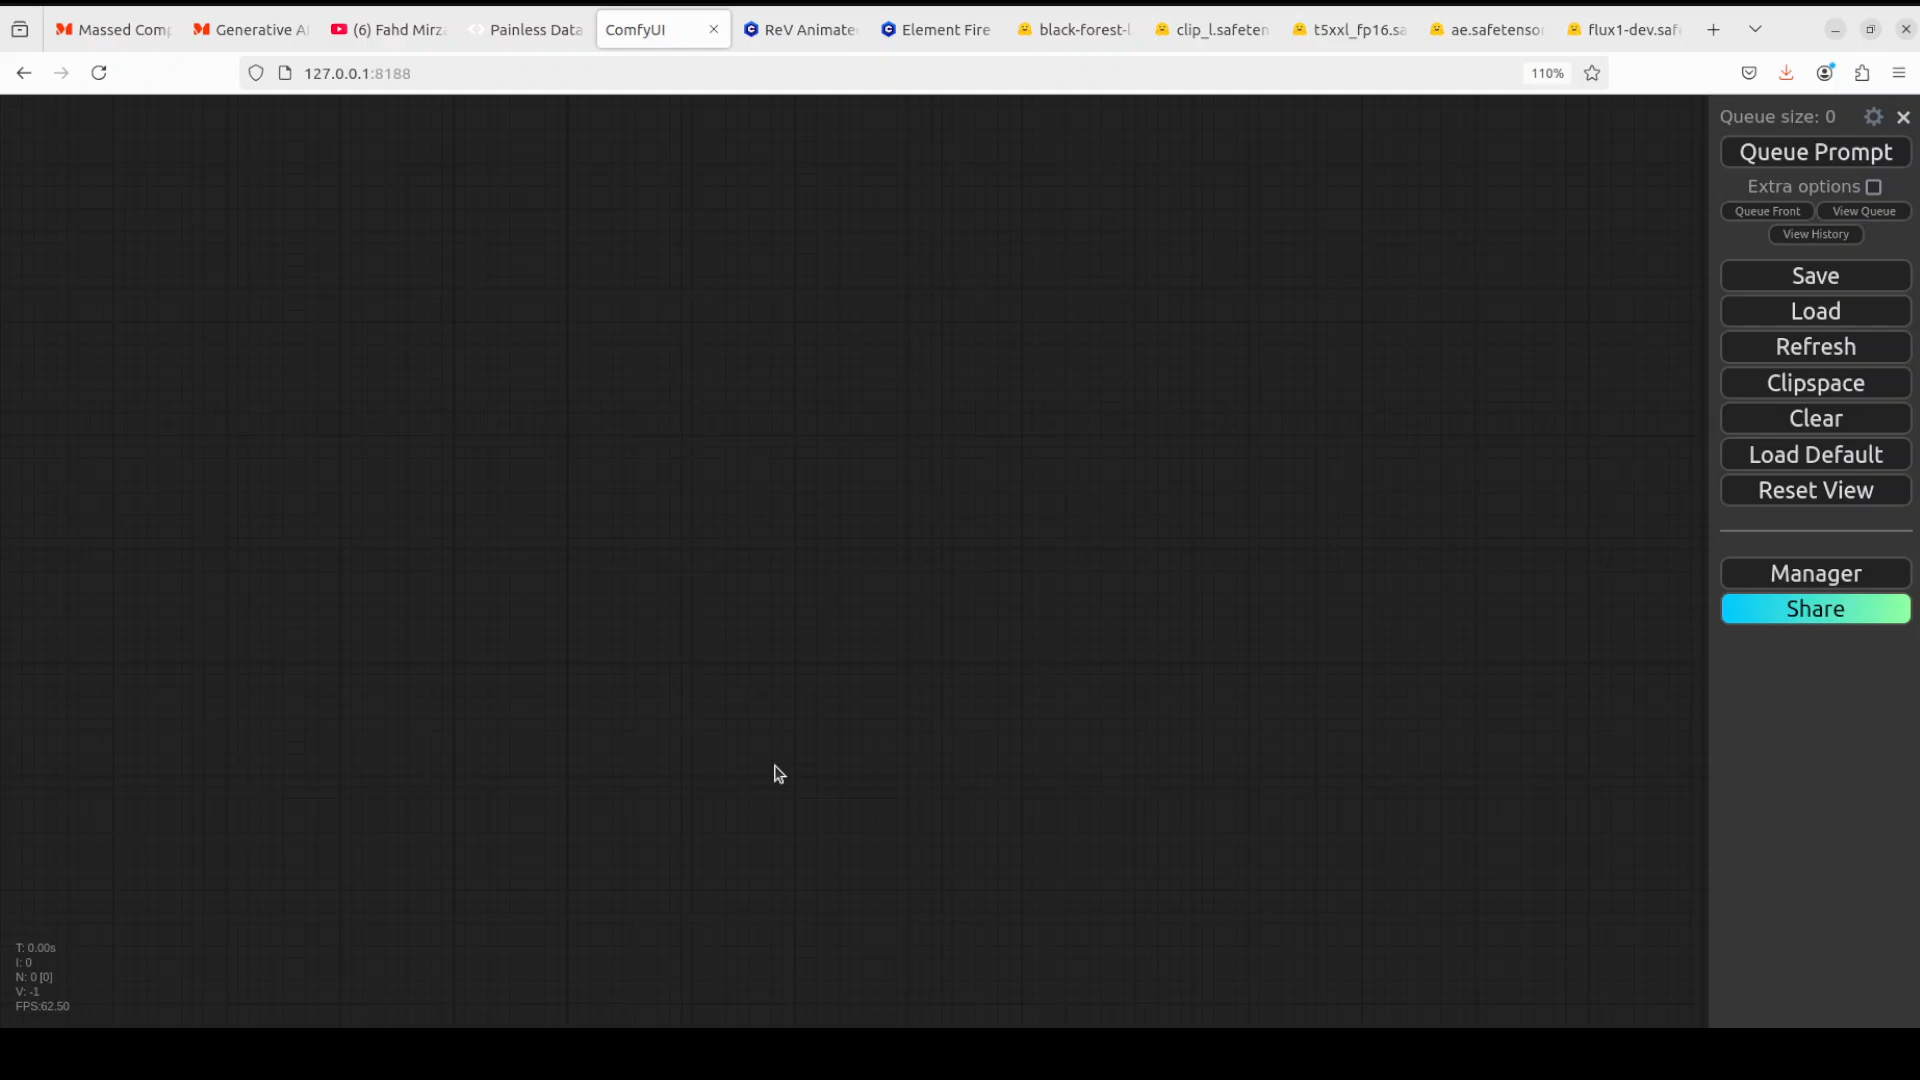 Massed Comp
Generative A
(6) Fahd Mirza
Painless Data
ComfyUI
ReV Animate
Element Fire
black-forest-l
clip_l.safeten
t5xxl_fp16.sa
ae.safetenso
flux1-dev.saf
127.0.0.1:8188
110%
Queue size: 0
Queue Prompt
Extra options
Queue Front
View Queue
View History
Save
Load
Refresh
Clipspace
Clear
Load Default
Reset View
Manager
Share
T: 0.00s
I: 0
N: 0 [0]
V: -1
FPS:62.50